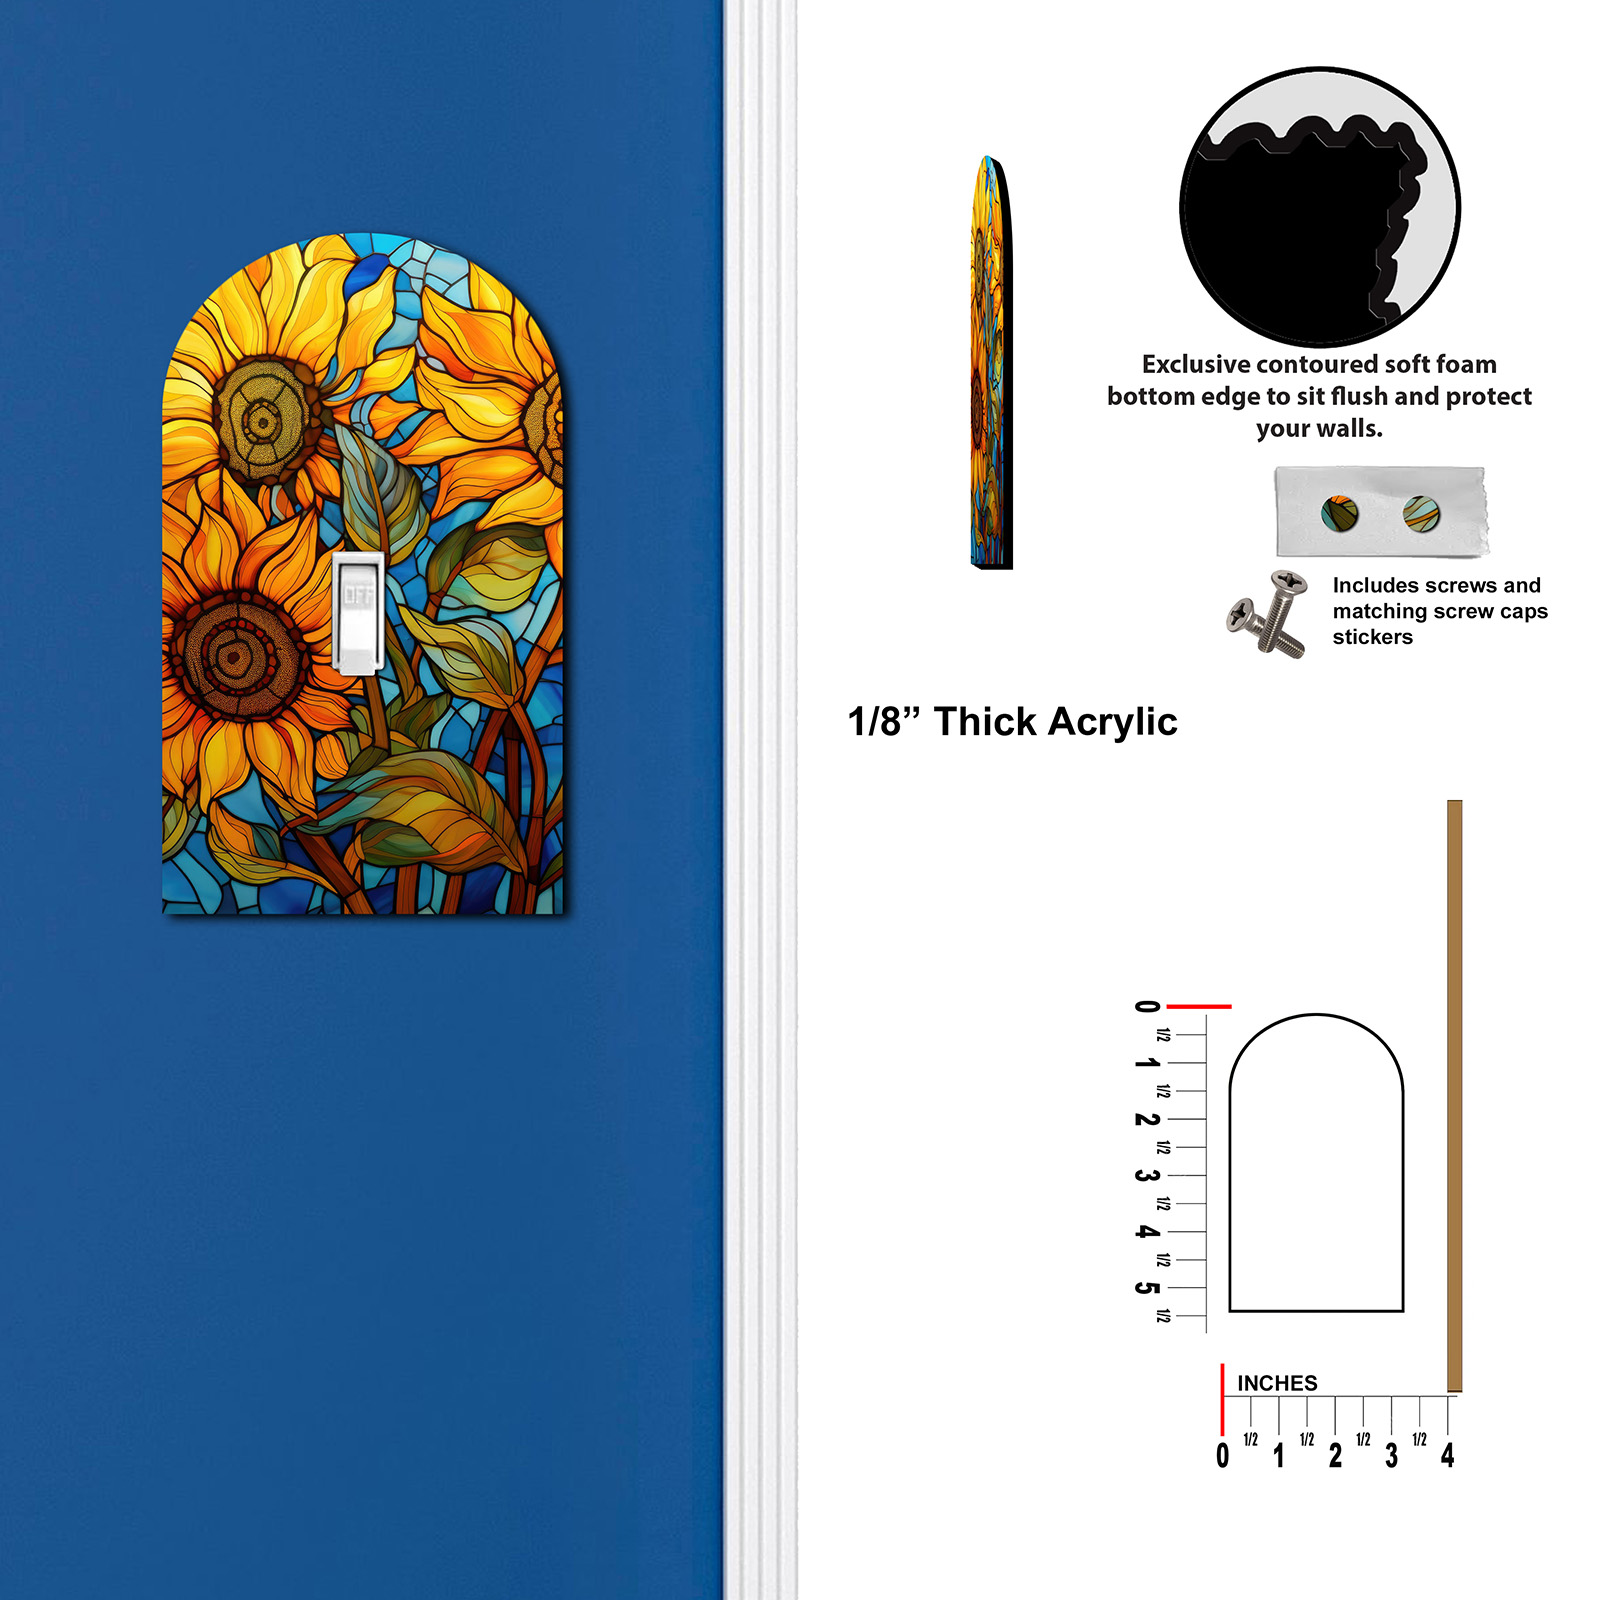 OFF
Exclusive contoured soft foam
bottom edge to sit flush and protect
your walls.
Includes screws and
matching screw caps
stickers
1/8” Thick Acrylic
0
1/2
1
1/2
2
1/2
3
1/2
4
1/2
5
1/2
INCHES
0 1/2 1 1/2 2 1/2 3 1/2 4